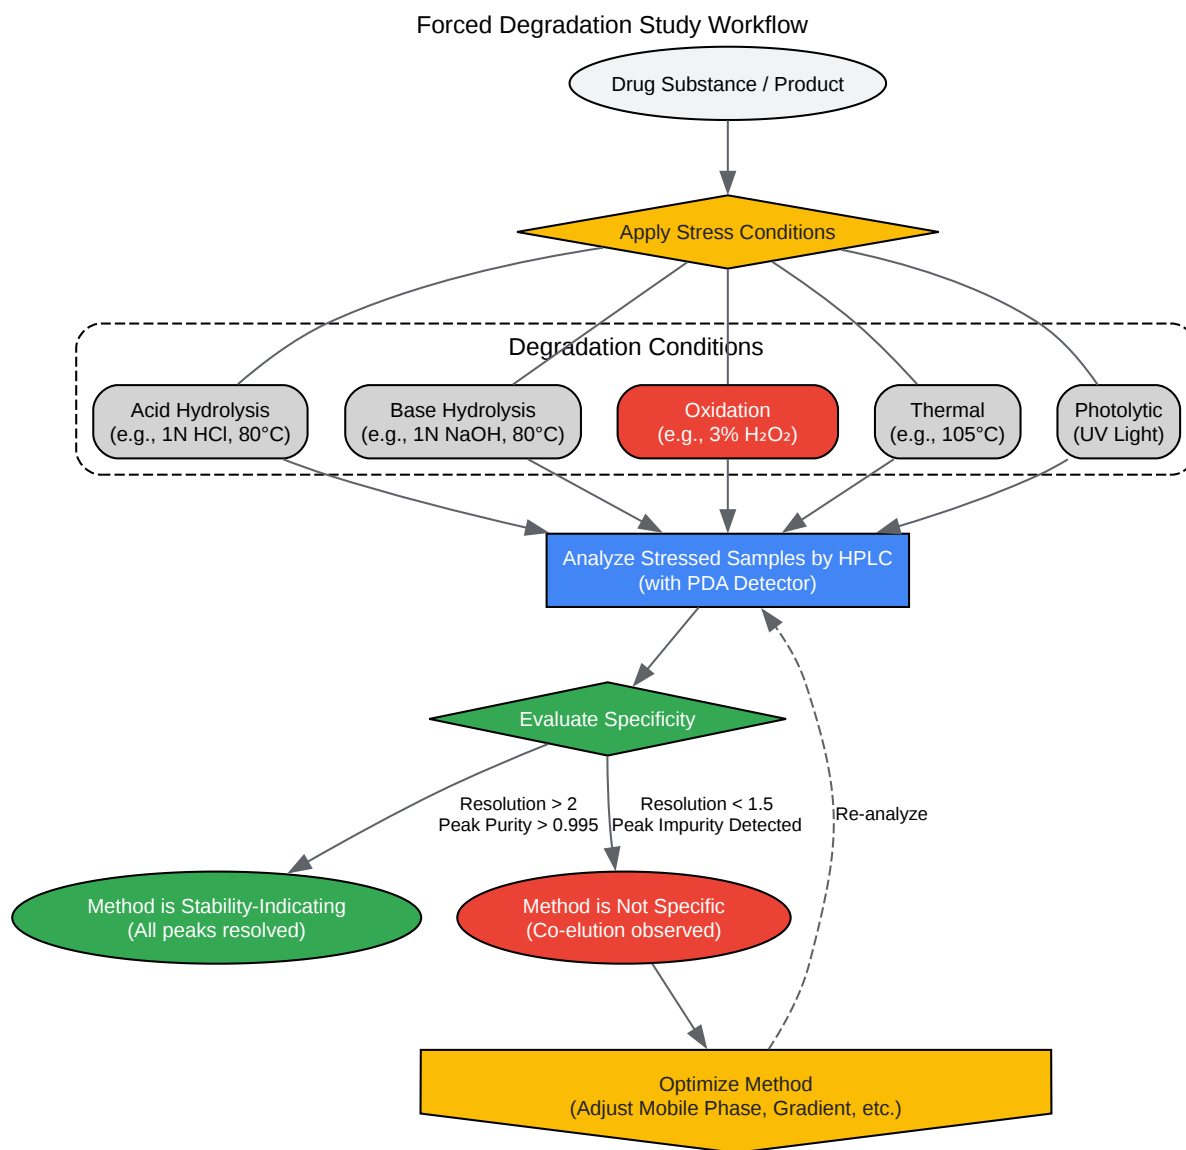 Forced Degradation Study Workflow
Drug Substance / Product
Apply Stress Conditions
Degradation Conditions
Acid Hydrolysis
(e.g., 1N HCl, 80°C)
Base Hydrolysis
(e.g., 1N NaOH, 80°C)
Oxidation
(e.g., 3% H₂O₂)
Thermal
(e.g., 105°C)
Photolytic
(UV Light)
Analyze Stressed Samples by HPLC
(with PDA Detector)
Evaluate Specificity
Resolution > 2
Peak Purity > 0.995
Resolution < 1.5
Peak Impurity Detected
Re-analyze
Method is Stability-Indicating
(All peaks resolved)
Method is Not Specific
(Co-elution observed)
Optimize Method
(Adjust Mobile Phase, Gradient, etc.)